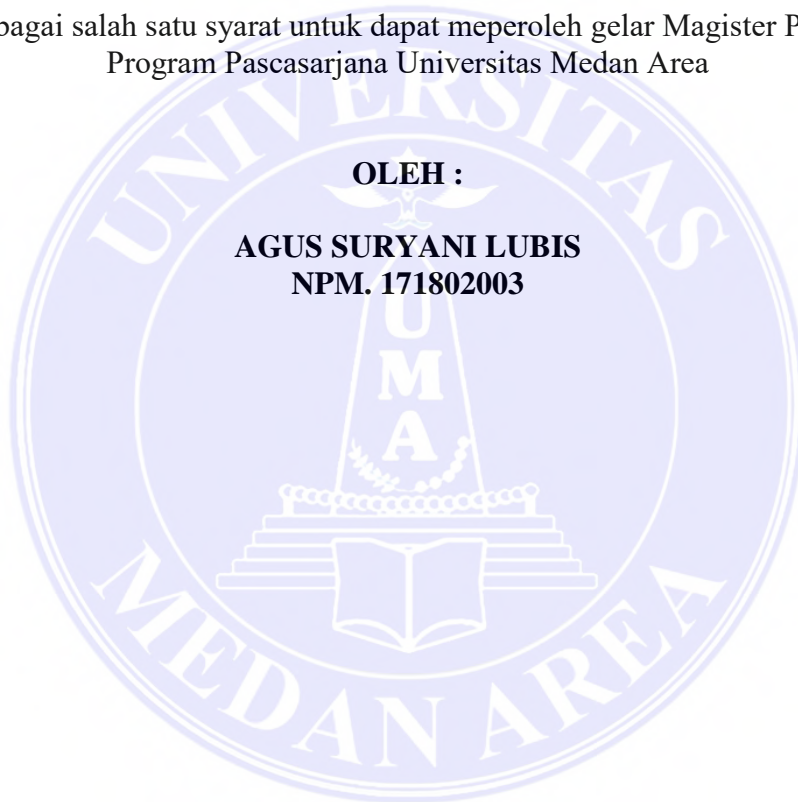 bagai salah satu syarat untuk dapat meperoleh gelar Magister P
Program Pascasarjana Universitas Medan Area
OLEH :
AGUS SURYANI LUBIS
NPM. 171802003
UNIVERSITAS
UMA
MEDAN AREA